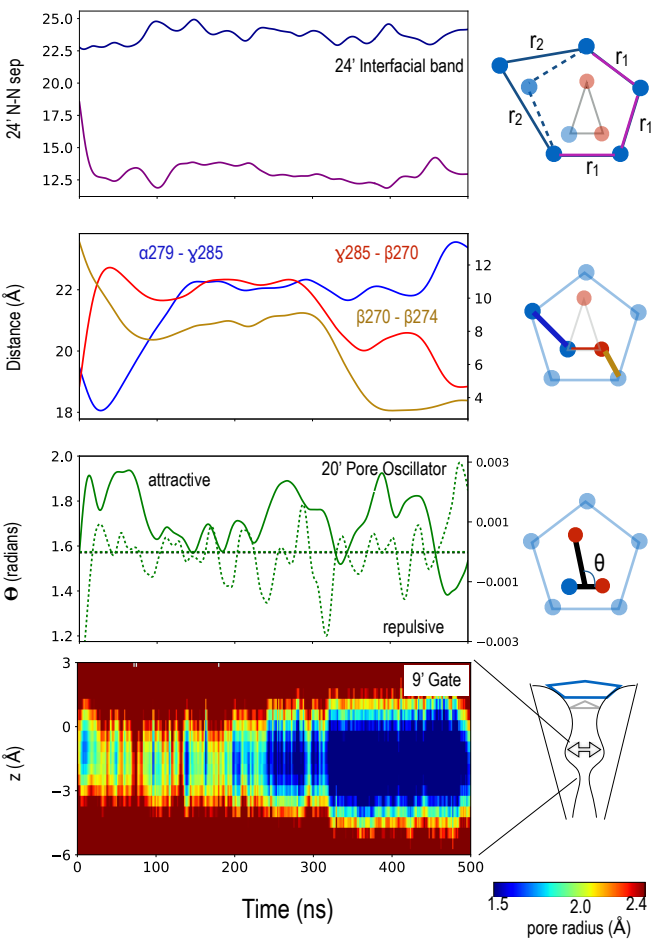 25.0
22.5
20.0
17.5
15.0
12.5
24' N-N sep
24' Interfacial band
r2
r1
r2
r1
r1
α279 - ɣ285
ɣ285 - β270
β270 - β274
22
20
18
Distance (Å)
12
10
8
6
4
2.0
1.8
1.6
1.4
1.2
Θ (radians)
attractive
20' Pore Oscillator
repulsive
0.003
0.001
−0.001
−0.003
θ
3
0
−3
−6
z (Å)
9' Gate
0
100
200
300
400
500
Time (ns)
1.5
2.0
2.4
pore radius (Å)